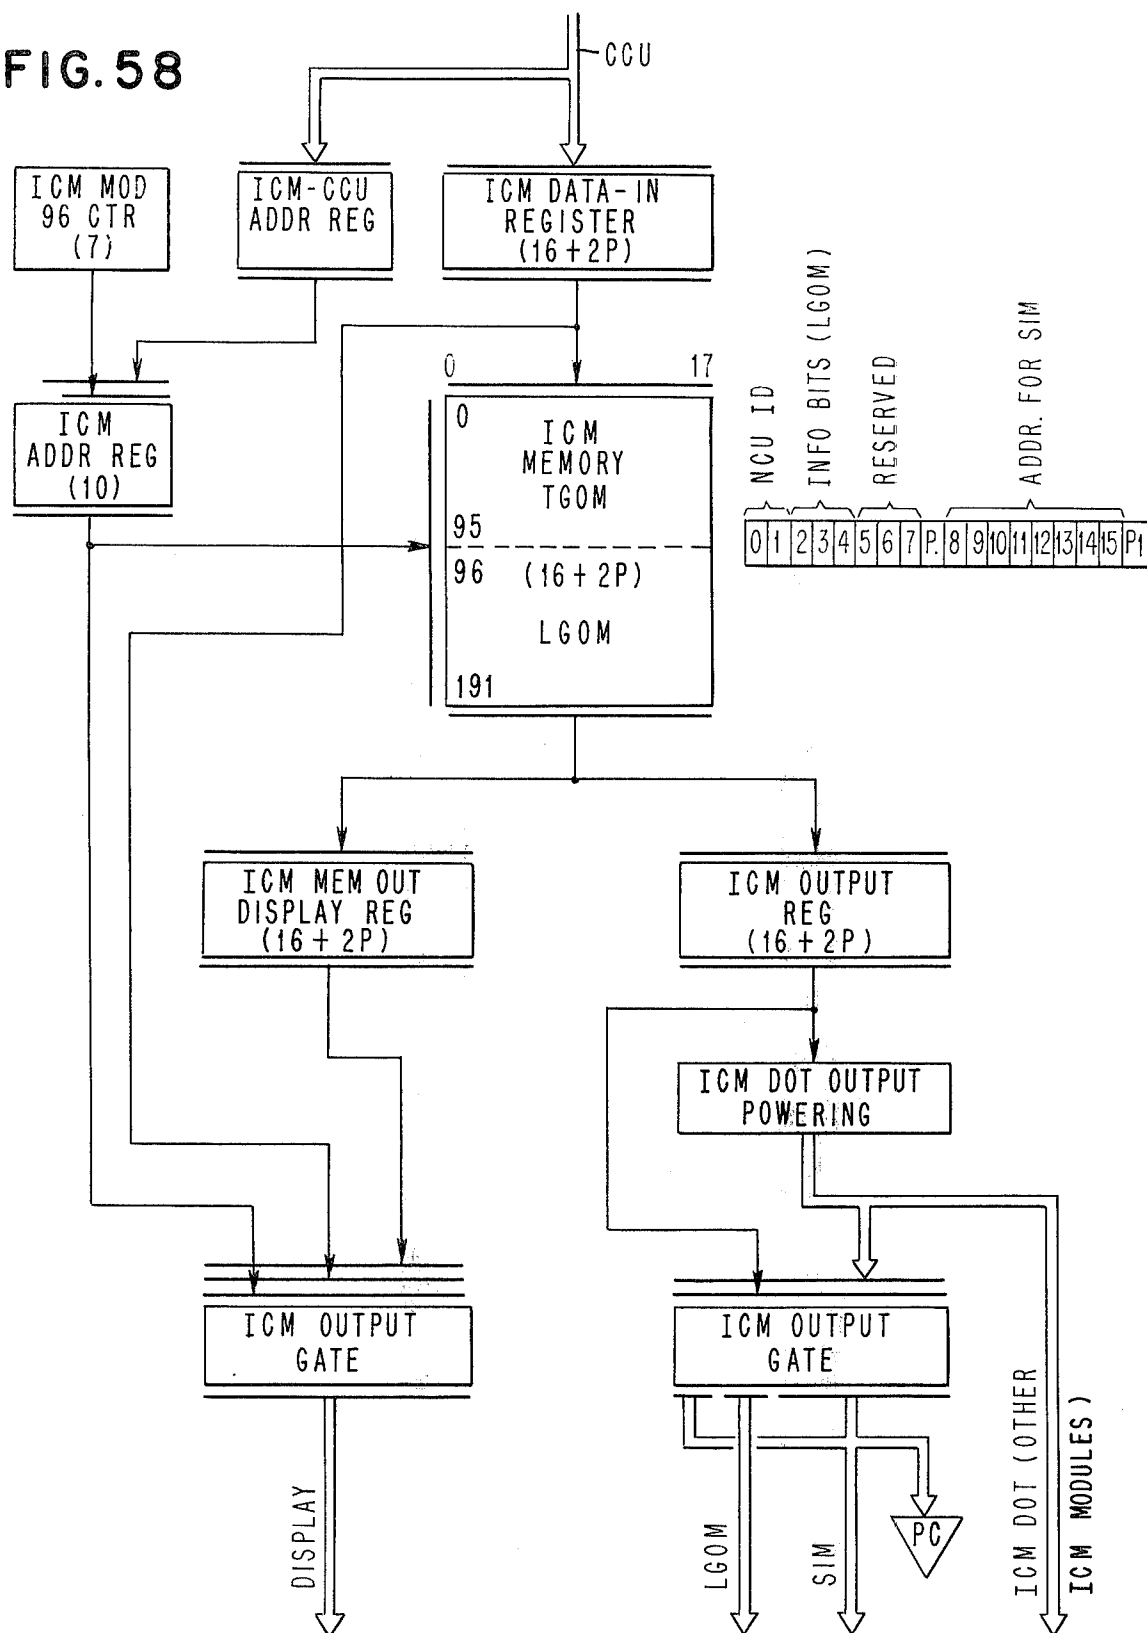 FIG. 58
CCU
ICM MOD
96 CTR
(7)
ICM-CCU
ADDR REG
ICM DATA-IN
REGISTER
(16+2P)
ICM
ADDR REG
(10)
0 17
0
ICM
MEMORY
TGOM
95
96 (16+2P)
LGOM
191
NCU ID
INFO BITS (LGOM)
RESERVED
ADDR. FOR SIM
0 1 2 3 4 5 6 7 P. 8 9 10 11 12 13 14 15 P1
ICM MEM OUT
DISPLAY REG
(16+2P)
ICM OUTPUT
REG
(16+2P)
ICM DOT OUTPUT
POWERING
ICM OUTPUT
GATE
ICM OUTPUT
GATE
DISPLAY
LGOM
SIM
PC
ICM DOT (OTHER
ICM MODULES)